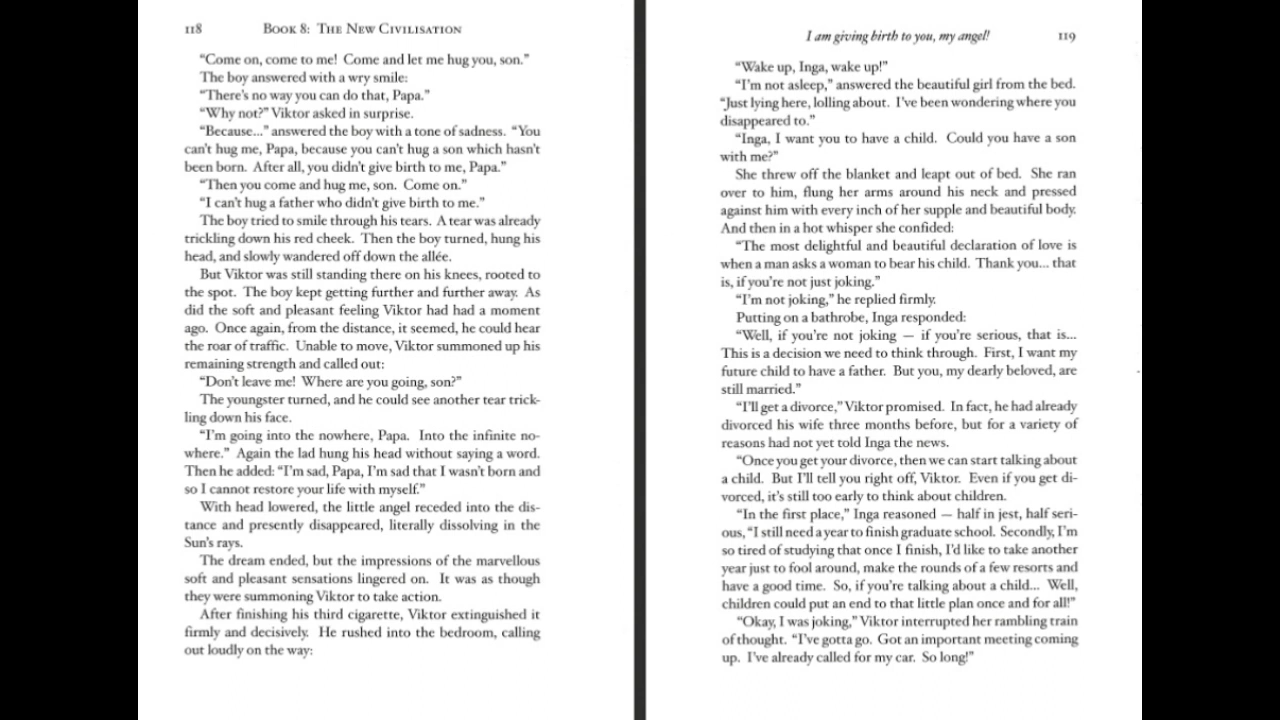 118 Book 8: The New Civilisation
“Come on, come to me! Come and let me hug you, son.”
The boy answered with a wry smile:
“There's no way you can do that, Papa.”
“Why not?” Viktor asked in surprise.
“Because...” answered the boy with a tone of sadness. “You
can't hug me, Papa, because you can't hug a son which hasn't
been born. After all, you didn't give birth to me, Papa.”
“Then you come and hug me, son. Come on.”
“I can't hug a father who didn't give birth to me.”
The boy tried to smile through his tears. A tear was already
trickling down his red cheek. Then the boy turned, hung his
head, and slowly wandered off down the allée.
But Viktor was still standing there on his knees, rooted to
the spot. The boy kept getting further and further away. As
did the soft and pleasant feeling Viktor had had a moment
ago. Once again, from the distance, it seemed, he could hear
the roar of traffic. Unable to move, Viktor summoned up his
remaining strength and called out:
“Don't leave me! Where are you going, son?”
The youngster turned, and he could see another tear trick-
ling down his face.
“I'm going into the nowhere, Papa. Into the infinite no-
where.” Again the lad hung his head without saying a word.
Then he added: “I'm sad, Papa, I'm sad that I wasn't born and
so I cannot restore your life with myself.”
With head lowered, the little angel receded into the dis-
tance and presently disappeared, literally dissolving in the
Sun's rays.
The dream ended, but the impressions of the marvellous
soft and pleasant sensations lingered on. It was as though
they were summoning Viktor to take action.
After finishing his third cigarette, Viktor extinguished it
firmly and decisively. He rushed into the bedroom, calling
out loudly on the way:
I am giving birth to you, my angel! 119
“Wake up, Inga, wake up!”
“I'm not asleep,” answered the beautiful girl from the bed.
“Just lying here, lolling about. I've been wondering where you
disappeared to.”
“Inga, I want you to have a child. Could you have a son
with me?”
She threw off the blanket and leapt out of bed. She ran
over to him, flung her arms around his neck and pressed
against him with every inch of her supple and beautiful body.
And then in a hot whisper she confided:
“The most delightful and beautiful declaration of love is
when a man asks a woman to bear his child. Thank you... that
is, if you're not just joking.”
“I'm not joking,” he replied firmly.
Putting on a bathrobe, Inga responded:
“Well, if you're not joking — if you're serious, that is...
This is a decision we need to think through. First, I want my
future child to have a father. But you, my dearly beloved, are
still married.”
“I'll get a divorce,” Viktor promised. In fact, he had already
divorced his wife three months before, but for a variety of
reasons had not yet told Inga the news.
“Once you get your divorce, then we can start talking about
a child. But I'll tell you right off, Viktor. Even if you get di-
vorced, it's still too early to think about children.
“In the first place,” Inga reasoned — half in jest, half seri-
ous, “I still need a year to finish graduate school. Secondly, I'm
so tired of studying that once I finish, I'd like to take another
year just to fool around, make the rounds of a few resorts and
have a good time. So, if you're talking about a child... Well,
children could put an end to that little plan once and for all!”
“Okay, I was joking,” Viktor interrupted her rambling train
of thought. “I've gotta go. Got an important meeting coming
up. I've already called for my car. So long!”